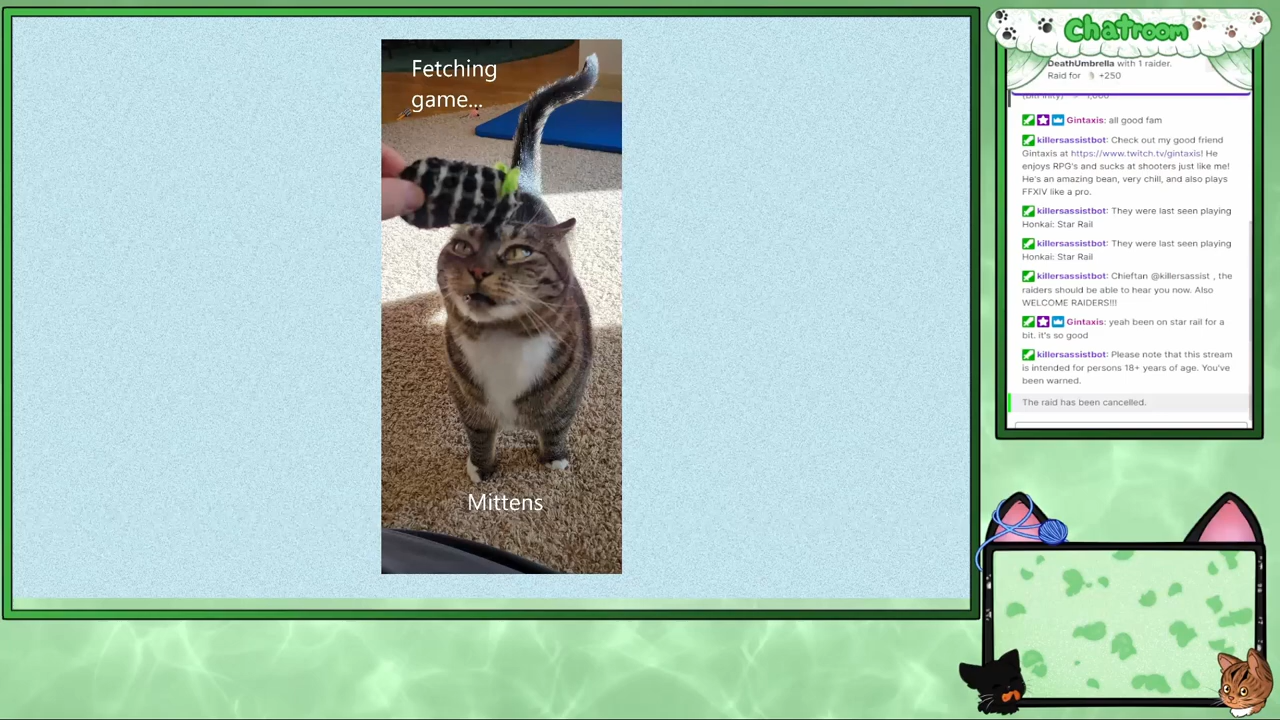 Fetching
game...
Mittens
Chatroom
DeathUmbrella with 1 raider.
Raid for +250
Gintaxis: all good fam
killersassistbot: Check out my good friend
Gintaxis at https://www.twitch.tv/gintaxis! He
enjoys RPG's and sucks at shooters just like me!
He's an amazing bean, very chill, and also plays
FFXIV like a pro.
killersassistbot: They were last seen playing
Honkai: Star Rail
killersassistbot: They were last seen playing
Honkai: Star Rail
killersassistbot: Chieftan @killersassist , the
raiders should be able to hear you now. Also
WELCOME RAIDERS!!!
Gintaxis: yeah been on star rail for a
bit. it's so good
killersassistbot: Please note that this stream
is intended for persons 18+ years of age. You've
been warned.
The raid has been cancelled.